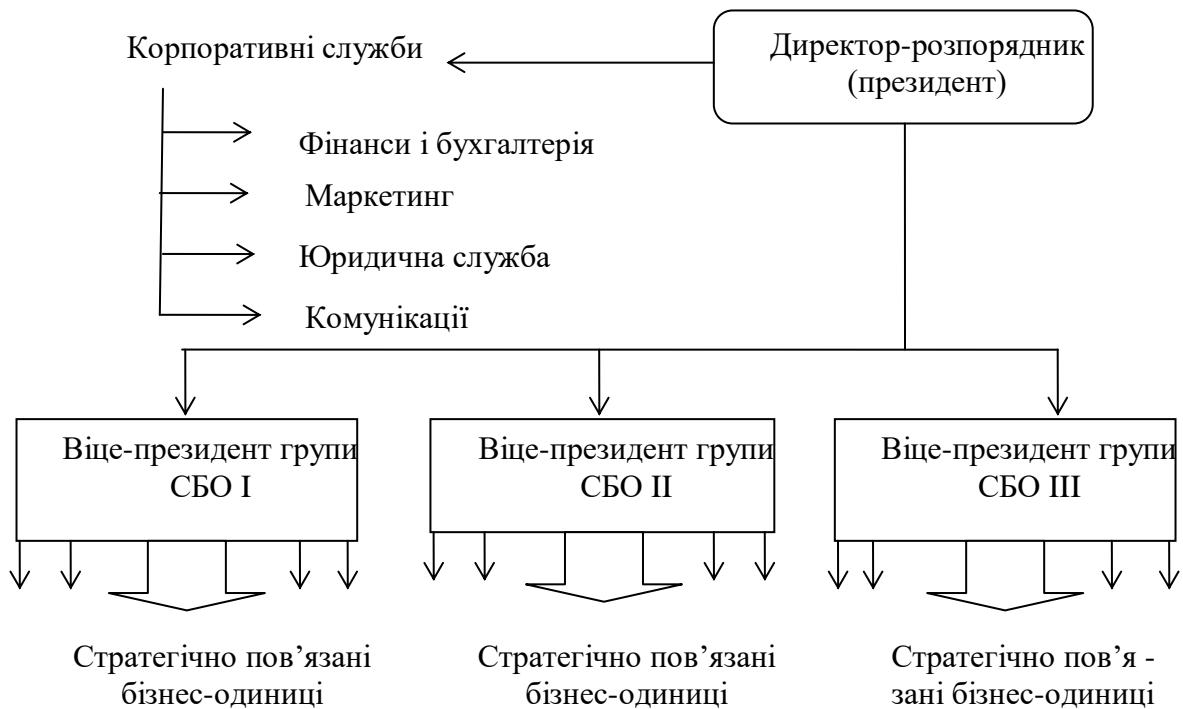 Корпоративні служби
Директор-розпорядник
(президент)
Фінанси і бухгалтерія
Маркетинг
Юридична служба
Комунікації
Віце-президент групи
СБО I
Віце-президент групи
СБО II
Віце-президент групи
СБО III
Стратегічно пов’язані
бізнес-одиниці
Стратегічно пов’язані
бізнес-одиниці
Стратегічно пов’я -
зані бізнес-одиниці